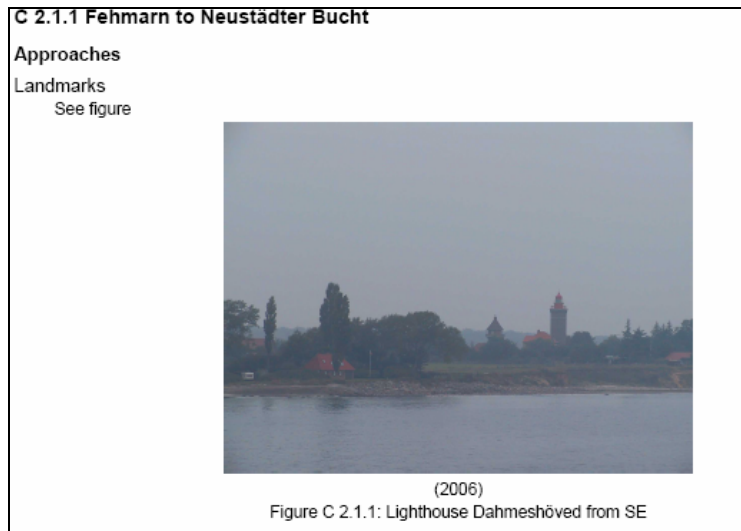 C 2.1.1 Fehmarn to Neustädter Bucht
Approaches
Landmarks
See figure
(2006)
Figure C 2.1.1: Lighthouse Dahmeshöved from SE